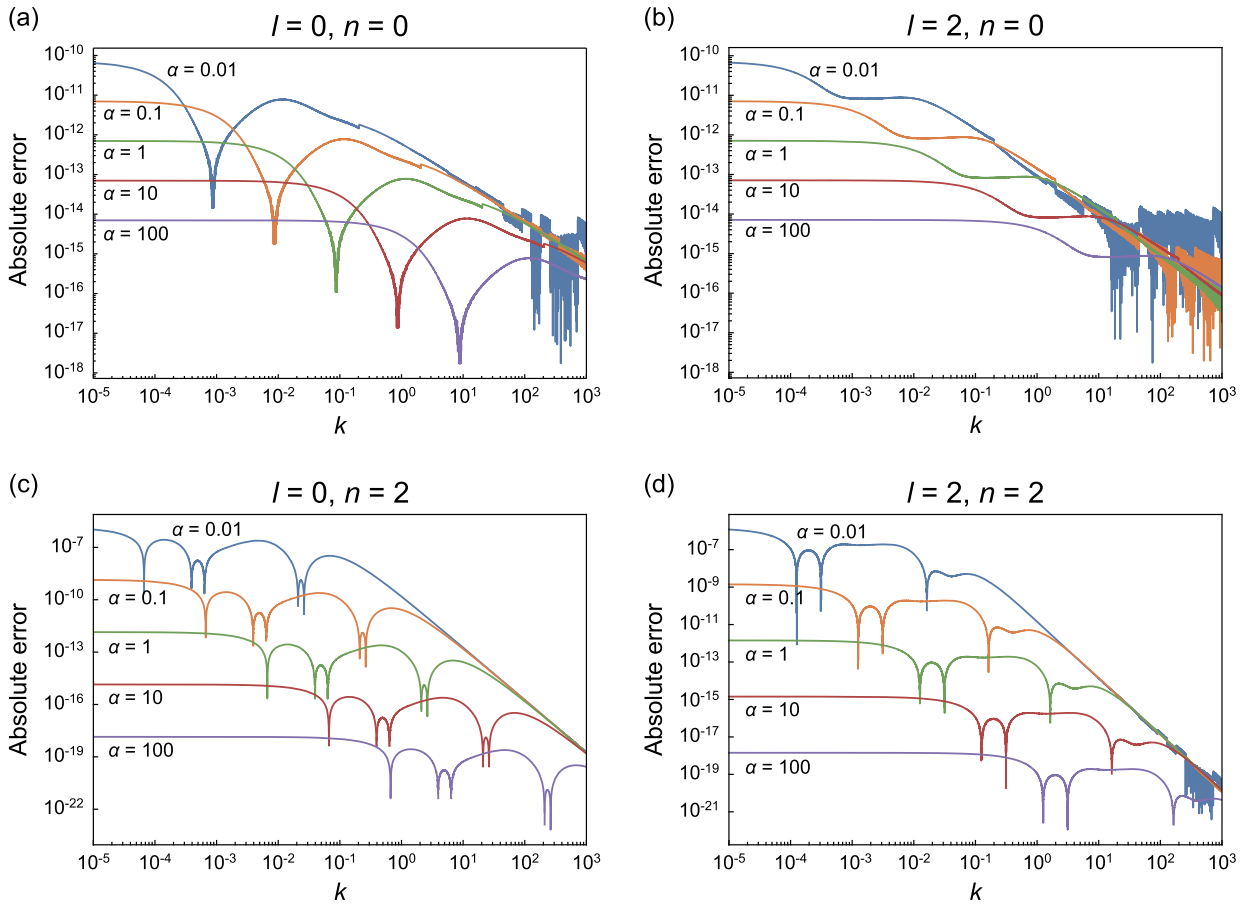 (a)
l = 0, n = 0
Absolute error
10⁻¹⁰
10⁻¹¹
10⁻¹²
10⁻¹³
10⁻¹⁴
10⁻¹⁵
10⁻¹⁶
10⁻¹⁷
10⁻¹⁸
α = 0.01
α = 0.1
α = 1
α = 10
α = 100
10⁻⁵ 10⁻⁴ 10⁻³ 10⁻² 10⁻¹ 10⁰ 10¹ 10² 10³
k
(b)
l = 2, n = 0
Absolute error
10⁻¹⁰
10⁻¹¹
10⁻¹²
10⁻¹³
10⁻¹⁴
10⁻¹⁵
10⁻¹⁶
10⁻¹⁷
10⁻¹⁸
α = 0.01
α = 0.1
α = 1
α = 10
α = 100
10⁻⁵ 10⁻⁴ 10⁻³ 10⁻² 10⁻¹ 10⁰ 10¹ 10² 10³
k
(c)
l = 0, n = 2
Absolute error
10⁻⁷
10⁻¹⁰
10⁻¹³
10⁻¹⁶
10⁻¹⁹
10⁻²²
α = 0.01
α = 0.1
α = 1
α = 10
α = 100
10⁻⁵ 10⁻⁴ 10⁻³ 10⁻² 10⁻¹ 10⁰ 10¹ 10² 10³
k
(d)
l = 2, n = 2
Absolute error
10⁻⁷
10⁻⁹
10⁻¹¹
10⁻¹³
10⁻¹⁵
10⁻¹⁷
10⁻¹⁹
10⁻²¹
α = 0.01
α = 0.1
α = 1
α = 10
α = 100
10⁻⁵ 10⁻⁴ 10⁻³ 10⁻² 10⁻¹ 10⁰ 10¹ 10² 10³
k